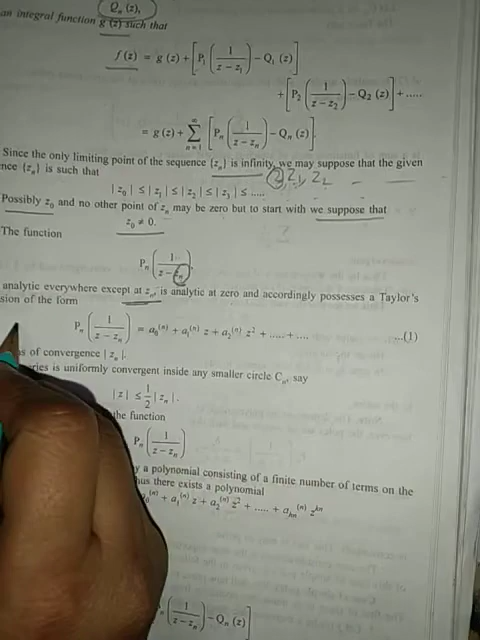 Qₙ (z),
an integral function g (z) such that
f (z) = g (z) + [P₁ (1/(z – z₁)) – Q₁ (z)]
+ [P₂ (1/(z – z₂)) – Q₂ (z)] + .....
= g (z) + ∑_{n=1}^{∞} [Pₙ (1/(z – zₙ)) – Qₙ (z)].
Since the only limiting point of the sequence {zₙ} is infinity, we may suppose that the given
nce {zₙ} is such that
z₁, z₂
| z₀ | ≤ | z₁ | ≤ | z₂ | ≤ | z₃ | ≤ .....
Possibly z₀ and no other point of zₙ may be zero but to start with we suppose that
z₀ ≠ 0.
The function
Pₙ (1/(z – zₙ)),
analytic everywhere except at zₙ, is analytic at zero and accordingly possesses a Taylor's
sion of the form
Pₙ (1/(z – zₙ)) = a₀⁽ⁿ⁾ + a₁⁽ⁿ⁾ z + a₂⁽ⁿ⁾ z² + ..... + .... ...(1)
of convergence | zₙ |.
ries is uniformly convergent inside any smaller circle Cₙ, say
| z | ≤ 1/2 | zₙ |.
the function
Pₙ (1/(z – zₙ))
y a polynomial consisting of a finite number of terms on the
hus there exists a polynomial
a₀⁽ⁿ⁾ + a₁⁽ⁿ⁾ z + a₂⁽ⁿ⁾ z² + ..... + aₖₙ⁽ⁿ⁾ zᵏⁿ
(1/(z – zₙ)) – Qₙ (z)]